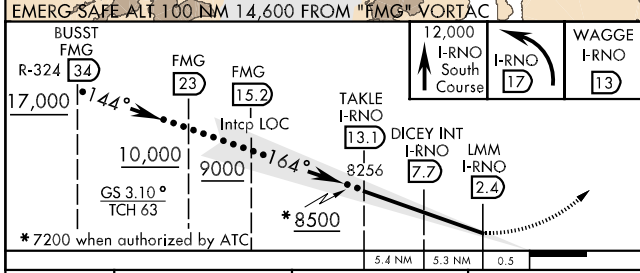 EMERG SAFE ALT 100 NM 14,600 FROM "FMG" VORTAC
BUSST
FMG
R-324 34
17,000
144°
FMG
23
10,000
FMG
15.2
Intcp LOC
9000
164°
GS 3.10°
TCH 63
*7200 when authorized by ATC
TAKLE
I-RNO
13.1
8256
*8500
DICEY INT
I-RNO
7.7
LMM
I-RNO
2.4
12,000
I-RNO
South
Course
I-RNO
17
WAGGE
I-RNO
13
5.4 NM
5.3 NM
0.5